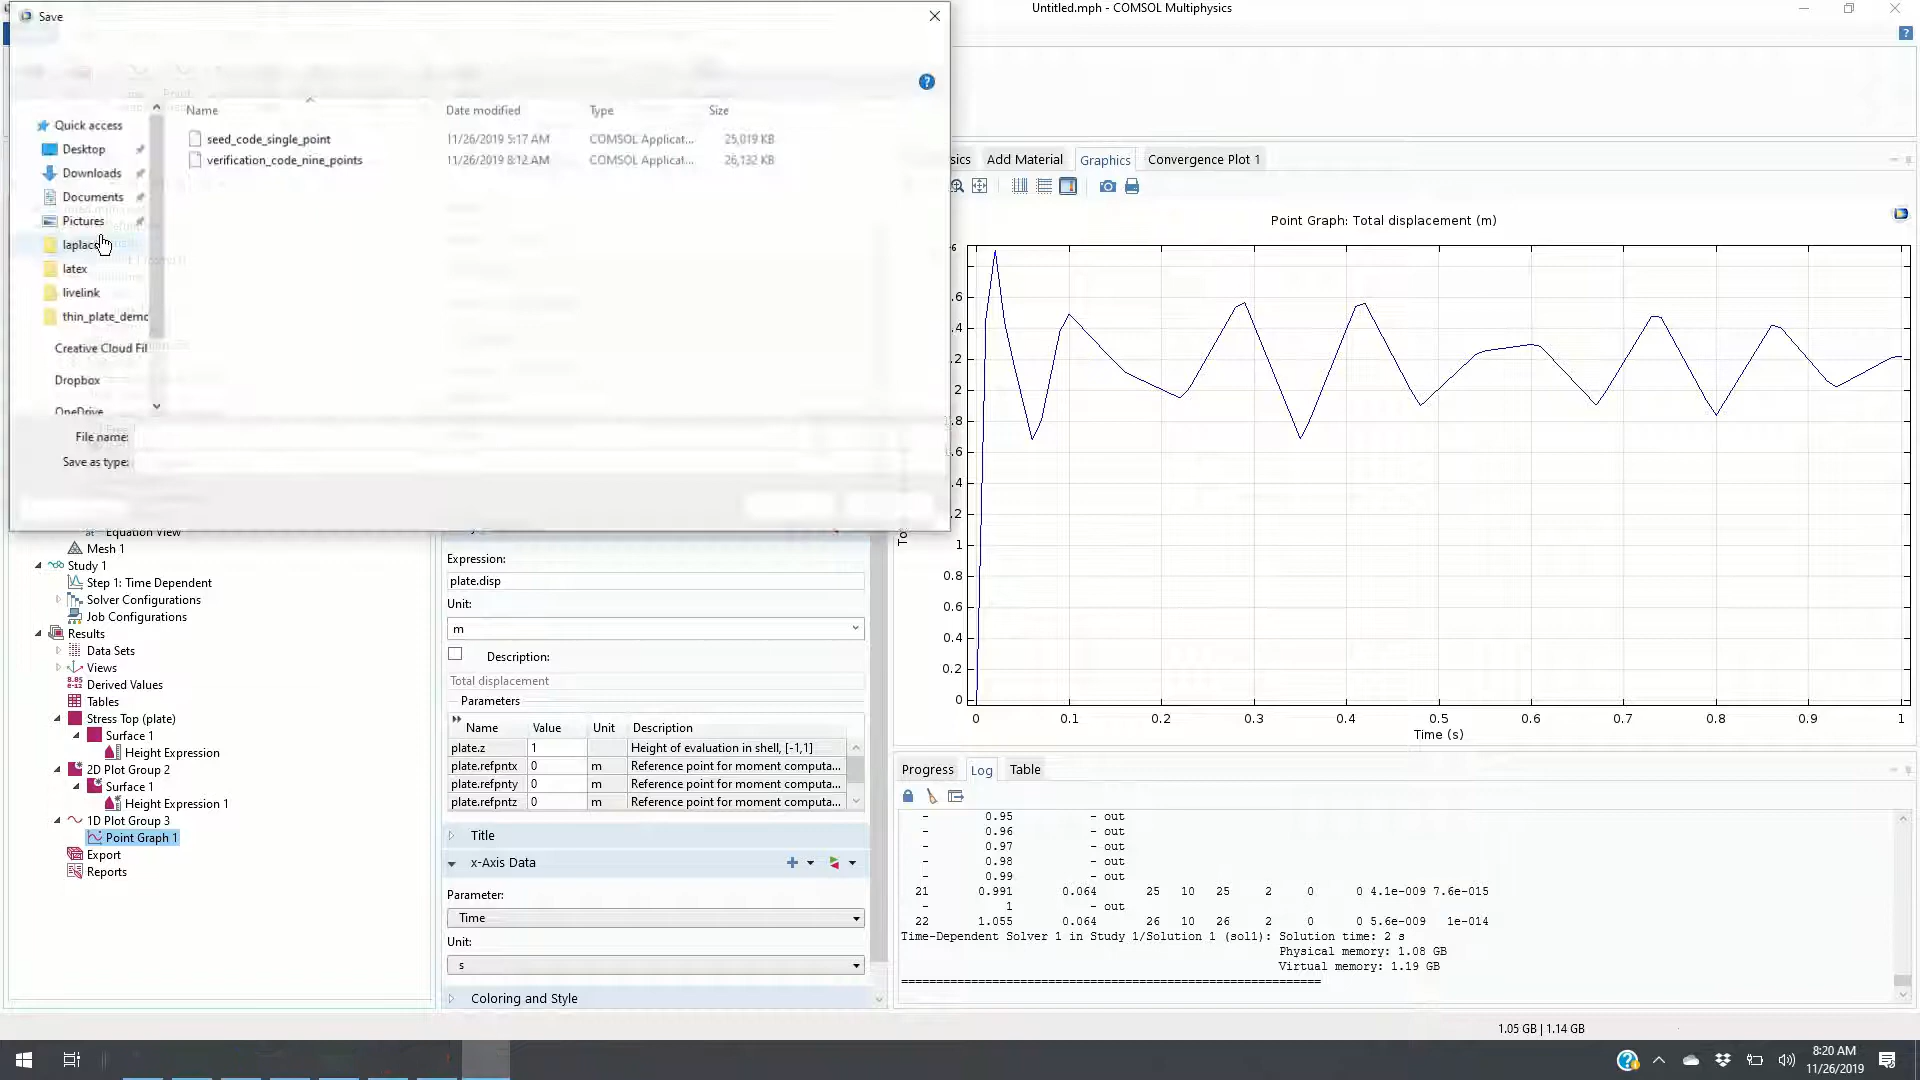 Save
Untitled.mph - COMSOL Multiphysics
Name
Date modified
Type
Size
Quick access
Desktop
Downloads
Documents
Pictures
latex
livelink
thin_plate_demo
Creative Cloud Fil
Dropbox
OneDrive
seed_code_single_point 11/26/2019 5:17 AM COMSOL Applicat... 25,019 KB
verification_code_nine_points 11/26/2019 8:12 AM COMSOL Applicat... 26,132 KB
File name:
Save as type:
Equation View
Mesh 1
Study 1
Step 1: Time Dependent
Solver Configurations
Job Configurations
Results
Data Sets
Views
8.85
e-12
Derived Values
Tables
Stress Top (plate)
Surface 1
Height Expression
2D Plot Group 2
Surface 1
Height Expression 1
1D Plot Group 3
Point Graph 1
Export
Reports
Expression:
plate.disp
Unit:
m
Description:
Total displacement
Parameters
Name Value Unit Description
plate.z 1 Height of evaluation in shell, [-1,1]
plate.refpntx 0 m Reference point for moment computa...
plate.refpnty 0 m Reference point for moment computa...
plate.refpntz 0 m Reference point for moment computa...
Title
x-Axis Data
Parameter:
Time
Unit:
s
Coloring and Style
sics Add Material Graphics Convergence Plot 1
Point Graph: Total displacement (m)
.6
.4
.2
2
.8
.6
.4
.2
1
0.8
0.6
0.4
0.2
0
0 0.1 0.2 0.3 0.4 0.5 0.6 0.7 0.8 0.9 1
Time (s)
Progress Log Table
- 0.95 - out
- 0.96 - out
- 0.97 - out
- 0.98 - out
- 0.99 - out
21 0.991 0.064 25 10 25 2 0 0 4.1e-009 7.6e-015
- 1 - out
22 1.055 0.064 26 10 26 2 0 0 5.6e-009 1e-014
Time-Dependent Solver 1 in Study 1/Solution 1 (sol1): Solution time: 2 s
Physical memory: 1.08 GB
Virtual memory: 1.19 GB
==========================================================
1.05 GB | 1.14 GB
8:20 AM
11/26/2019